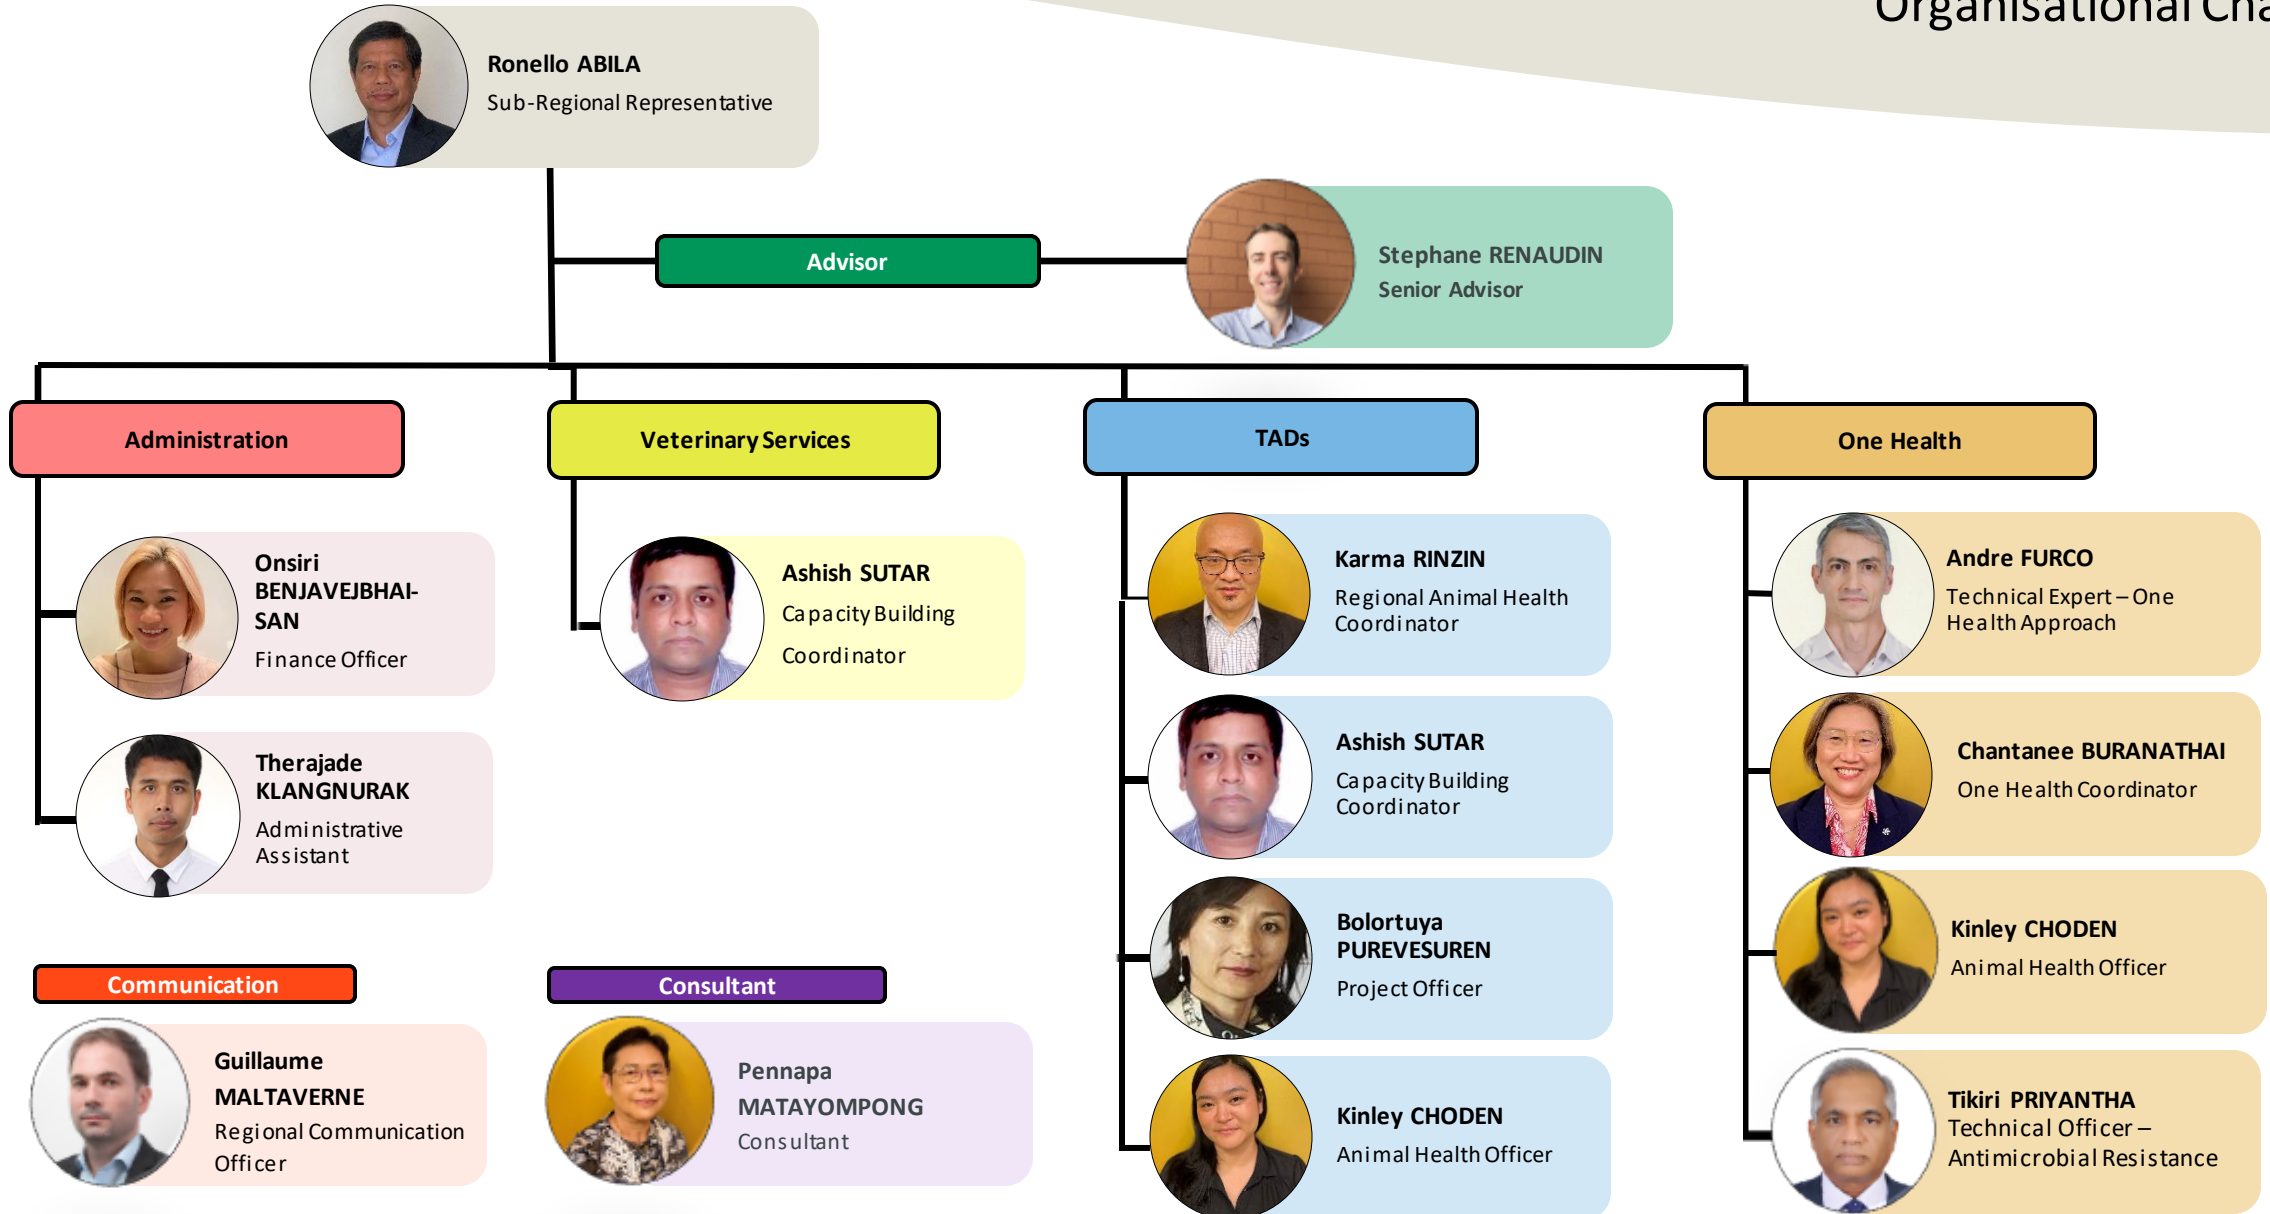 Organisational Cha
Ronello ABILA
Sub-Regional Representative
Advisor
Stephane RENAUDIN
Senior Advisor
Administration
Veterinary Services
TADs
One Health
Onsiri
BENJAVEJBHAI-
SAN
Finance Officer
Therajade
KLANGNURAK
Administrative
Assistant
Ashish SUTAR
Capacity Building
Coordinator
Karma RINZIN
Regional Animal Health
Coordinator
Ashish SUTAR
Capacity Building
Coordinator
Bolortuya
PUREVESUREN
Project Officer
Kinley CHODEN
Animal Health Officer
Andre FURCO
Technical Expert – One
Health Approach
Chantanee BURANATHAI
One Health Coordinator
Kinley CHODEN
Animal Health Officer
Tikiri PRIYANTHA
Technical Officer –
Antimicrobial Resistance
Communication
Guillaume
MALTAVERNE
Regional Communication
Officer
Consultant
Pennapa
MATAYOMPONG
Consultant